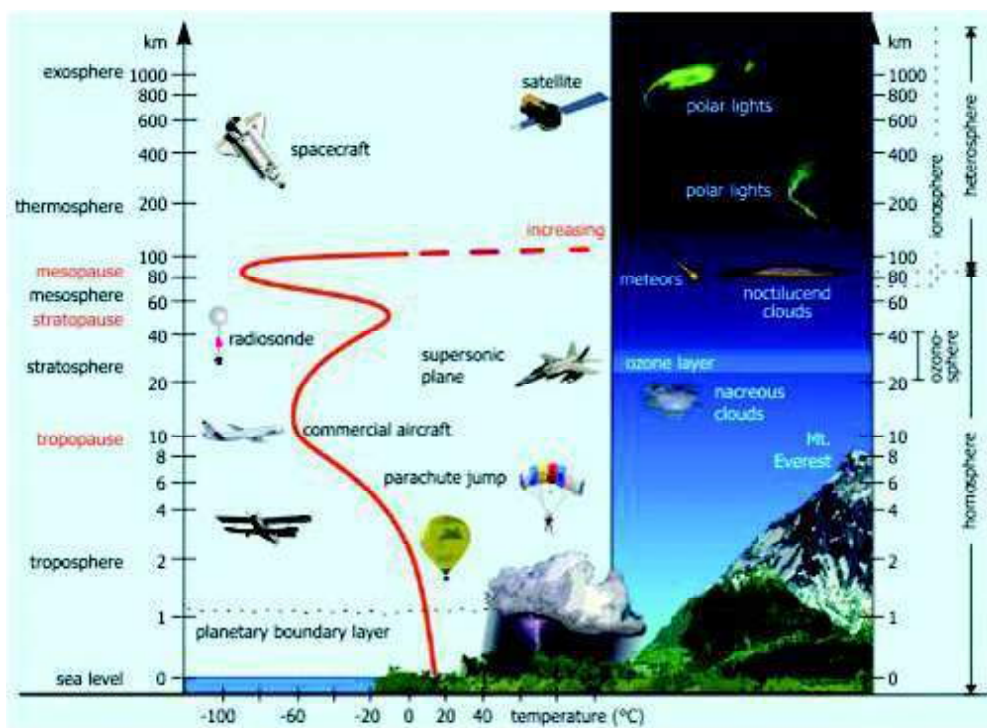 km
km
exosphere
1000
satellite
1000
800
polar lights
800
600
600
400
spacecraft
400
thermosphere
200
polar lights
200
increasing
100
100
mesopause
80
meteors
80
mesosphere
60
noctilucend
clouds
60
stratopause
40
radiosonde
40
supersonic
plane
stratosphere
ozone layer
20
20
nacreous
clouds
tropopause
10
commercial aircraft
10
Mt.
Everest
8
8
6
parachute jump
6
4
4
troposphere
2
2
1
1
planetary boundary layer
sea level
0
0
-100
-60
-20
0
20
40
temperature (°C)
ionosphere
heterosphere
ozono-
sphere
homosphere